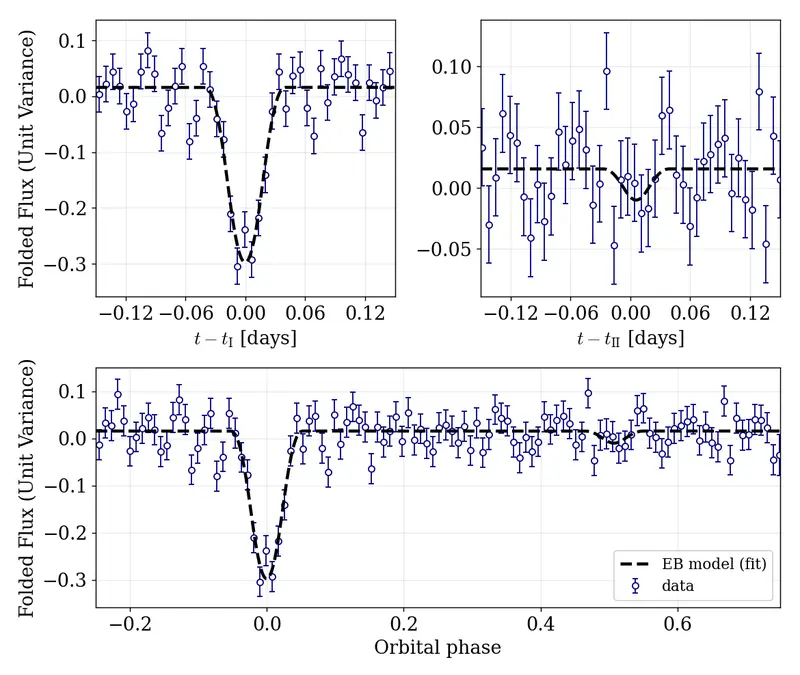 Folded Flux (Unit Variance)
0.1
0.0
−0.1
−0.2
−0.3
−0.12 −0.06 0.00 0.06 0.12
t − tI [days]
0.10
0.05
0.00
−0.05
−0.12 −0.06 0.00 0.06 0.12
t − tII [days]
Folded Flux (Unit Variance)
0.1
0.0
−0.1
−0.2
−0.3
EB model (fit)
data
−0.2 0.0 0.2 0.4 0.6
Orbital phase